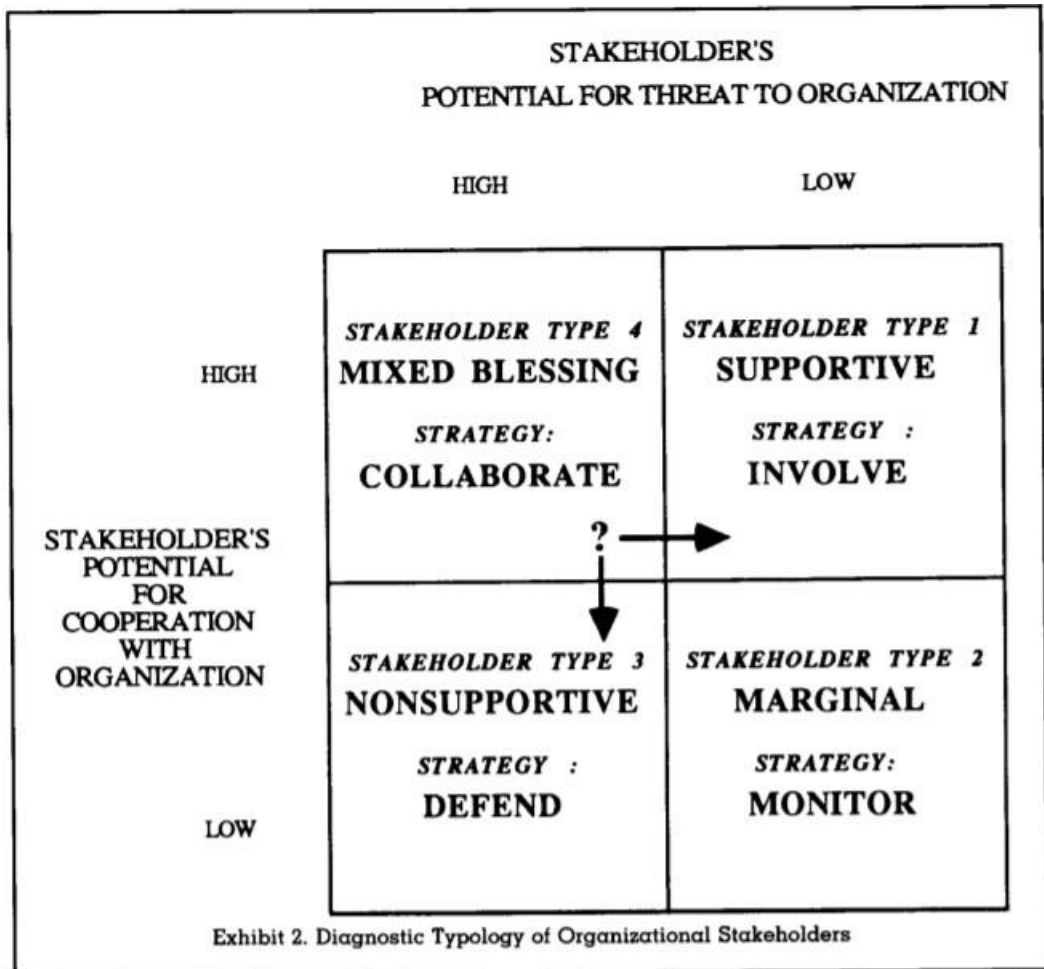 STAKEHOLDER'S
POTENTIAL FOR THREAT TO ORGANIZATION
HIGH
LOW
STAKEHOLDER TYPE 4
MIXED BLESSING
STRATEGY:
COLLABORATE
STAKEHOLDER TYPE 1
SUPPORTIVE
STRATEGY :
INVOLVE
HIGH
?
STAKEHOLDER'S
POTENTIAL
FOR
COOPERATION
WITH
ORGANIZATION
STAKEHOLDER TYPE 3
NONSUPPORTIVE
STRATEGY :
DEFEND
STAKEHOLDER TYPE 2
MARGINAL
STRATEGY:
MONITOR
LOW
Exhibit 2. Diagnostic Typology of Organizational Stakeholders